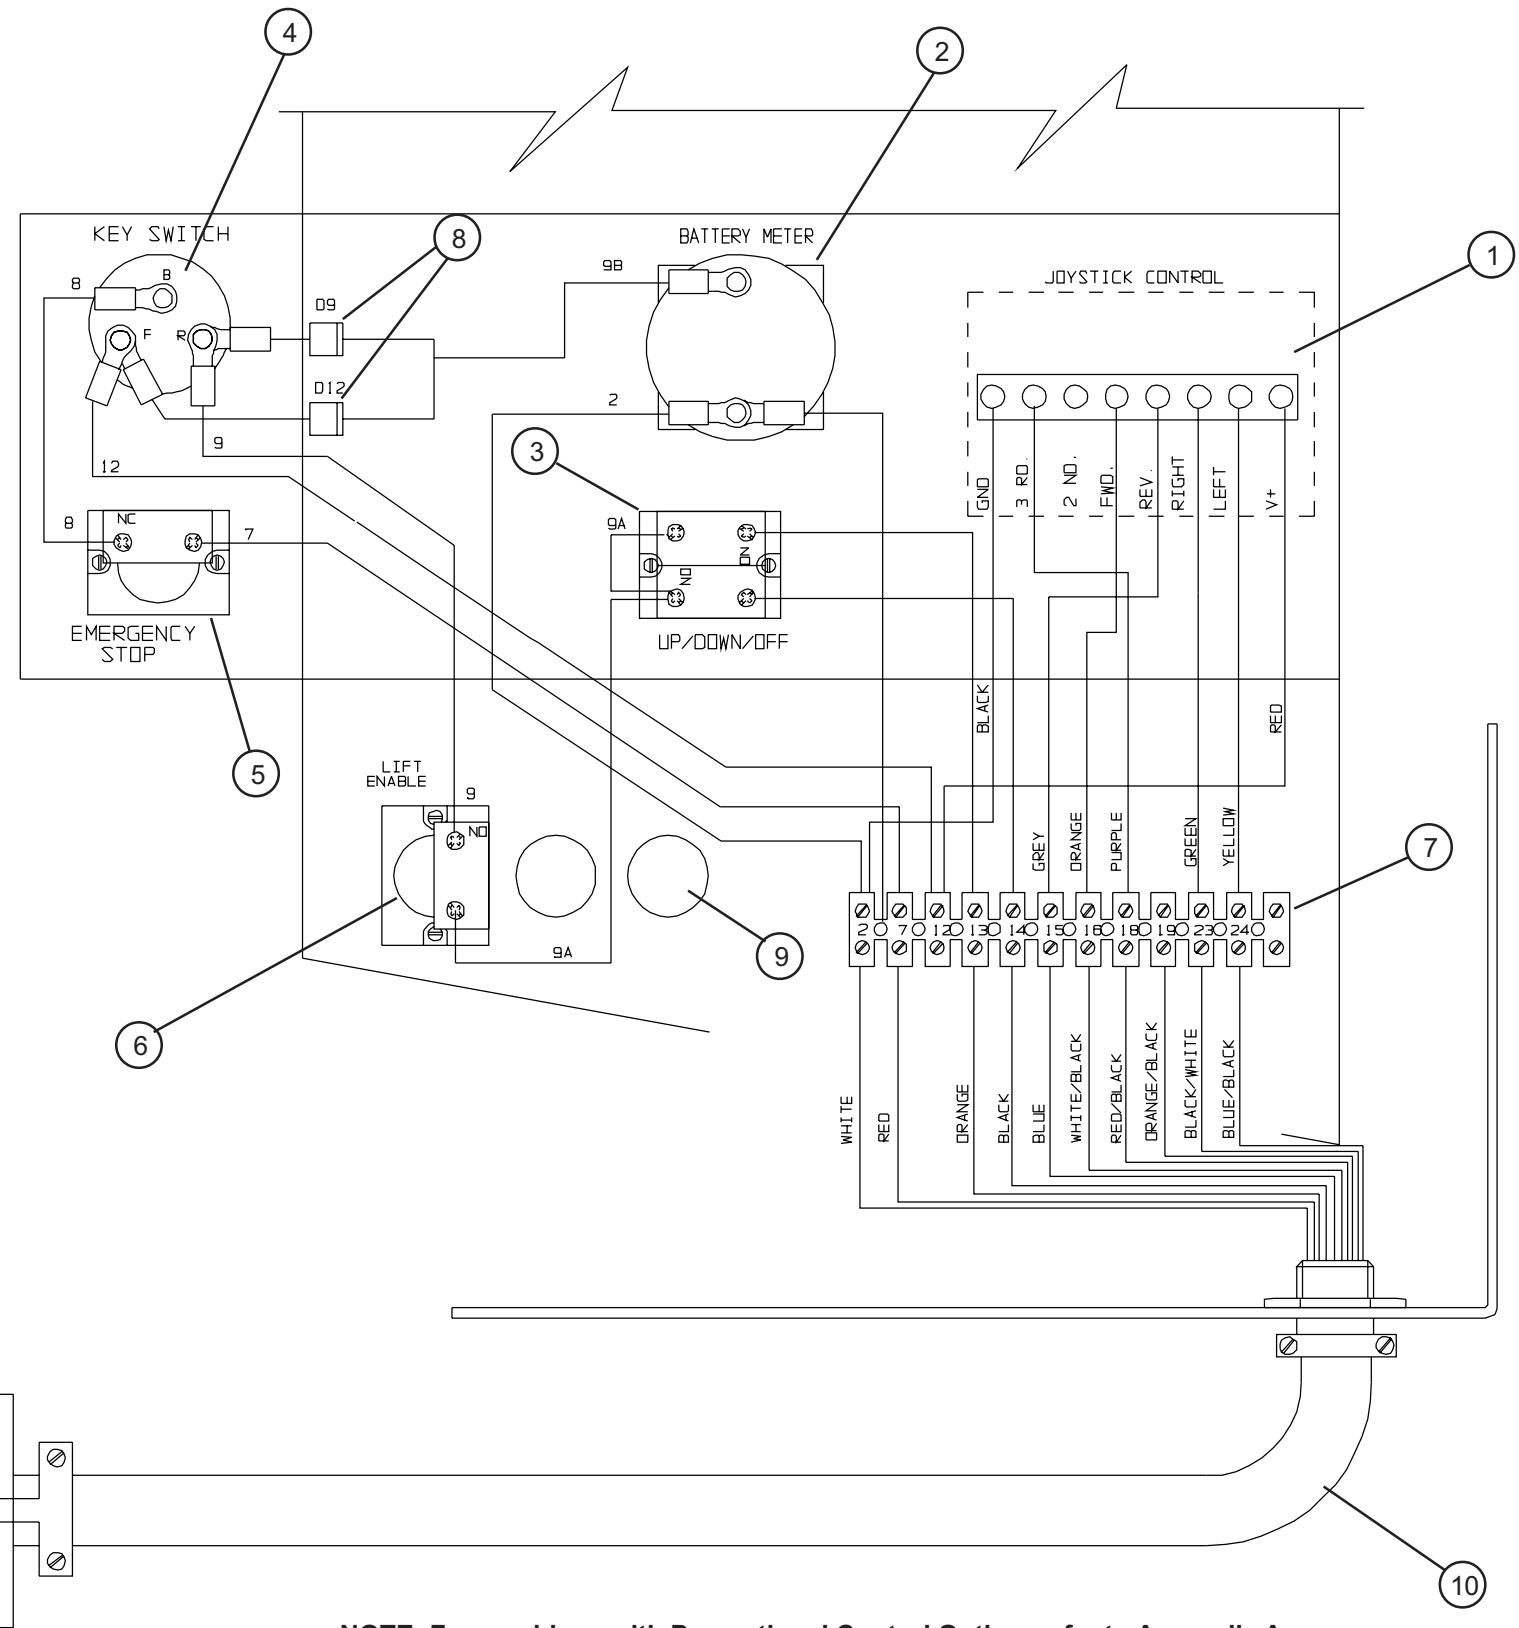 4
2
KEY SWITCH
8
BATTERY METER
1
9B
JOYSTICK CONTROL
8
B
D9
F
R
D12
2
9
3
12
GND
3 RD.
2 ND.
FWD.
REV.
RIGHT
LEFT
V+
8
NC
7
9A
NO
NO
EMERGENCY
STOP
UP/DOWN/OFF
BLACK
RED
5
LIFT
ENABLE
9
NO
GREY
ORANGE
PURPLE
GREEN
YELLOW
7
2 7 12 13 14 15 16 18 19 23 24
9A
9
6
WHITE
RED
ORANGE
BLACK
BLUE
WHITE/BLACK
RED/BLACK
ORANGE/BLACK
BLACK/WHITE
BLUE/BLACK
10